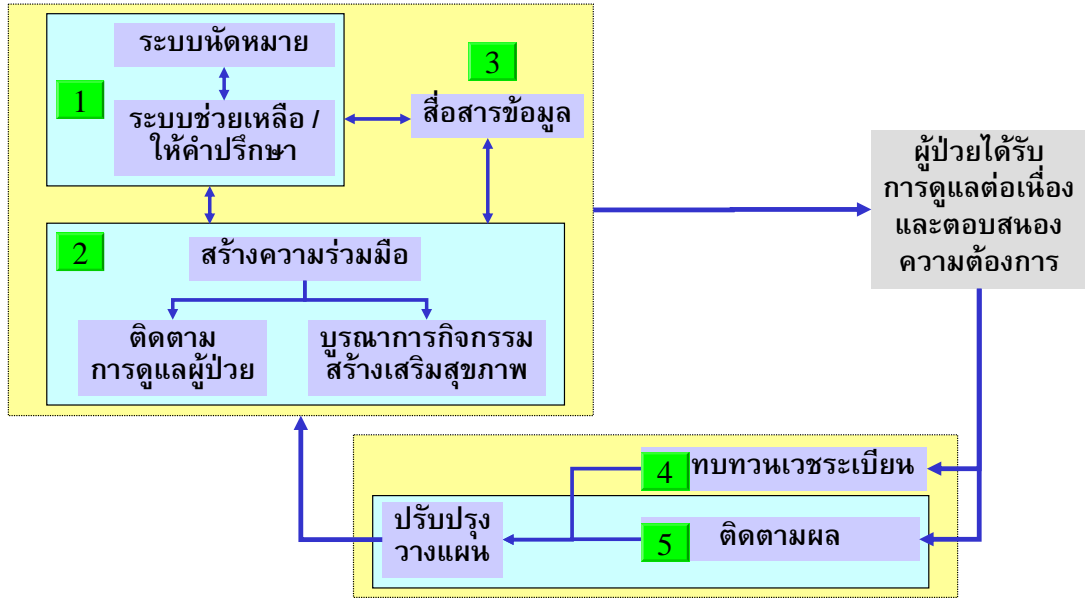 ระบบนัดหมาย
1
ระบบช่วยเหลือ /
ให้คำปรึกษา
3
สื่อสารข้อมูล
2
สร้างความร่วมมือ
ติดตาม
การดูแลผู้ป่วย
บูรณาการกิจกรรม
สร้างเสริมสุขภาพ
ผู้ป่วยได้รับ
การดูแลต่อเนื่อง
และตอบสนอง
ความต้องการ
4 ทบทวนเวชระเบียน
5 ติดตามผล
ปรับปรุง
วางแผน